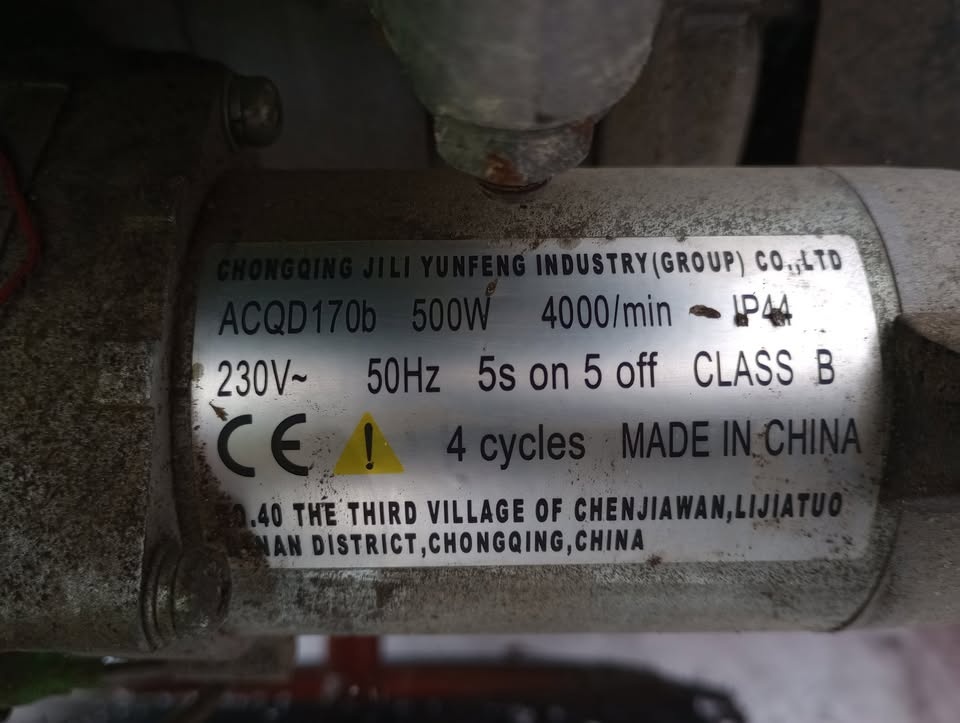 CHONGQING JILI YUNFENG INDUSTRY(GROUP) CO.,LTD
ACQD170b 500W 4000/min IP44
230V~ 50Hz 5s on 5 off CLASS B
CE ! 4 cycles MADE IN CHINA
.40 THE THIRD VILLAGE OF CHENJIAWAN,LIJIATUO
DISTRICT,CHONGQING,CHINA